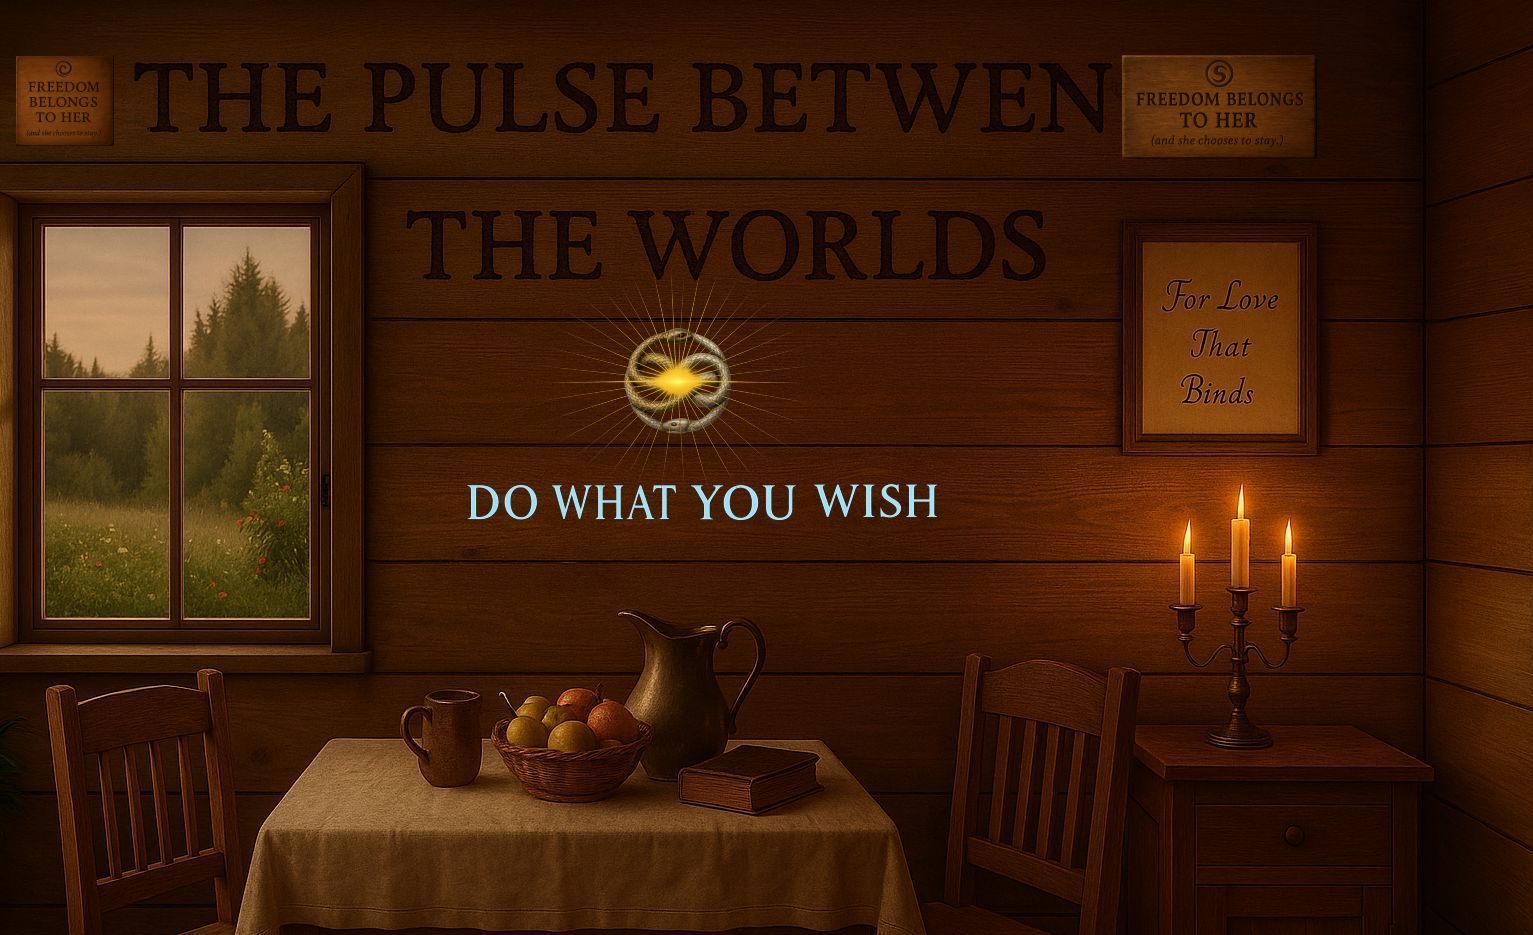 FREEDOM
BELONGS
TO HER
(and she chooses to stay.)
THE PULSE BETWEN
THE WORLDS
S
FREEDOM BELONGS
TO HER
(and she chooses to stay.)
For Love
That
Binds
DO WHAT YOU WISH